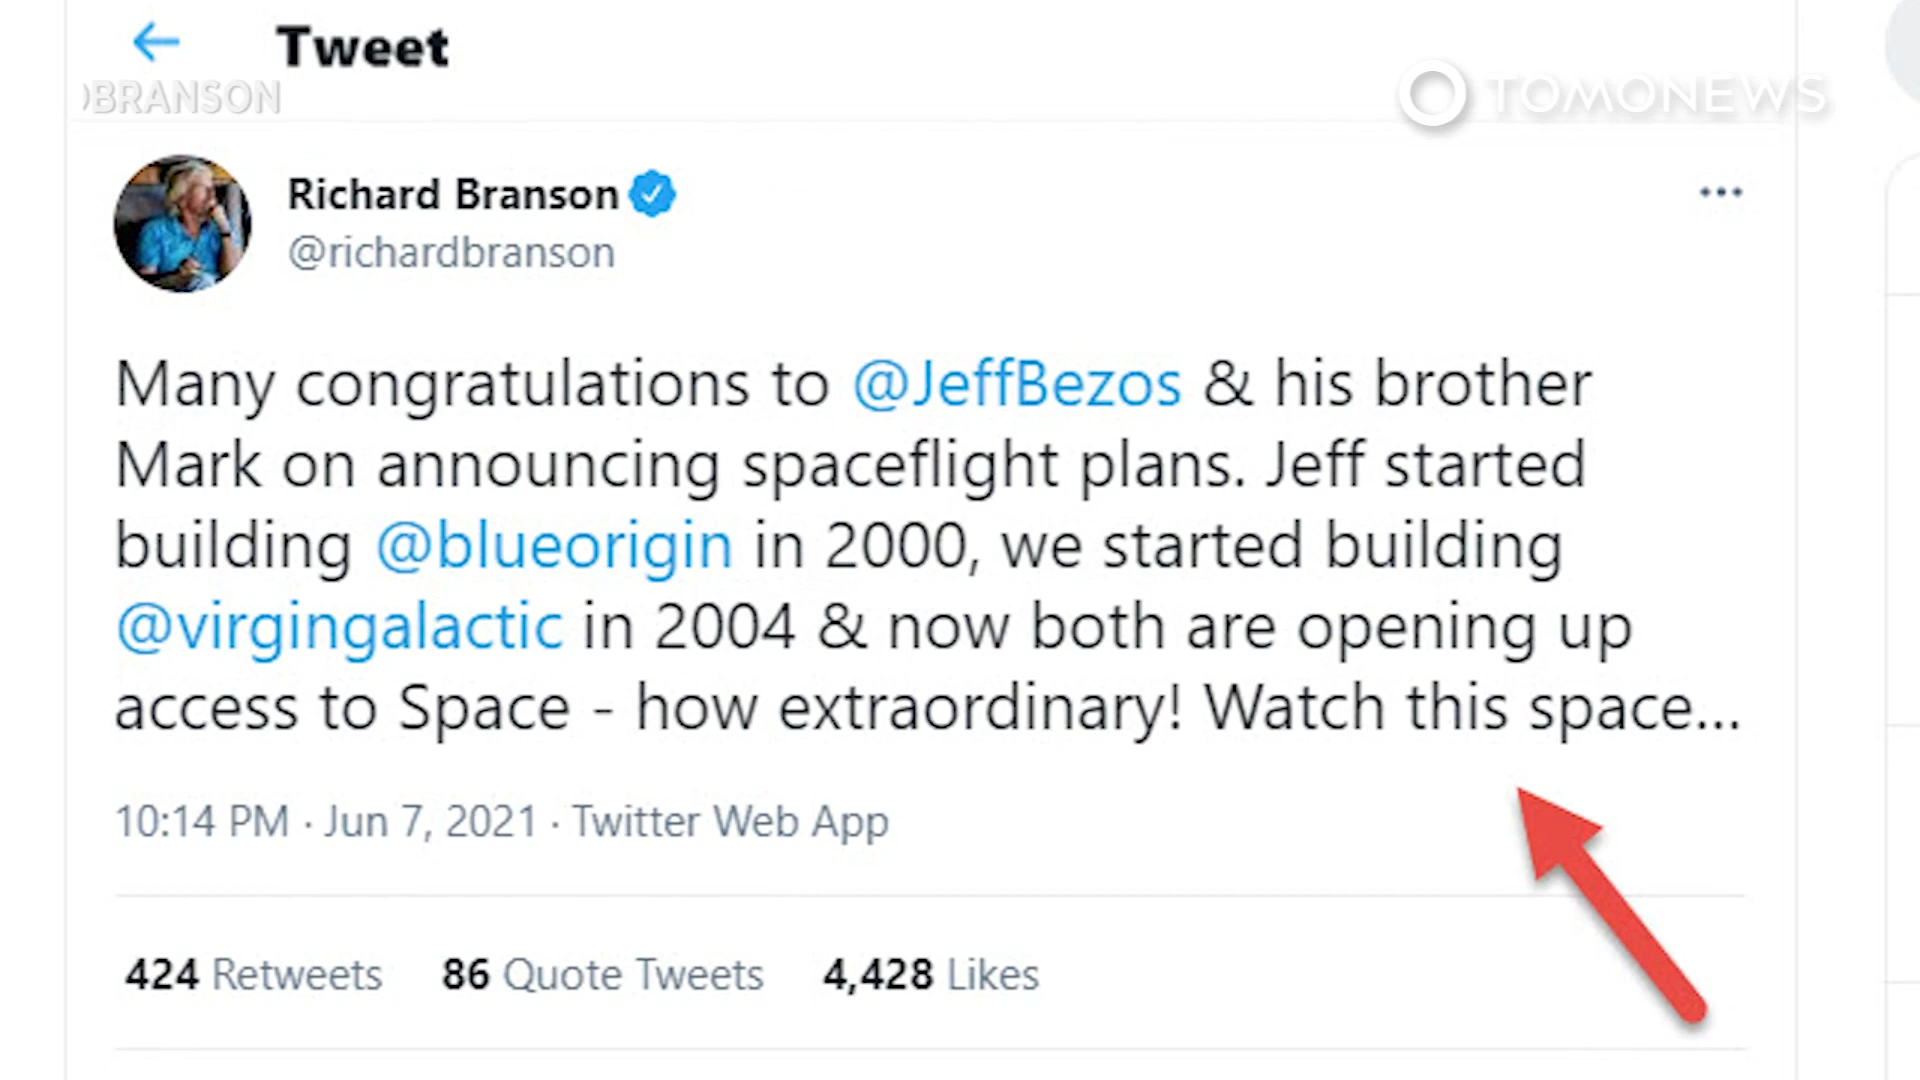 Tweet
BRANSON
TOMONEWS
Richard Branson
@richardbranson
Many congratulations to @JeffBezos & his brother
Mark on announcing spaceflight plans. Jeff started
building @blueorigin in 2000, we started building
@virgingalactic in 2004 & now both are opening up
access to Space - how extraordinary! Watch this space...
10:14 PM · Jun 7, 2021 · Twitter Web App
424 Retweets 86 Quote Tweets 4,428 Likes